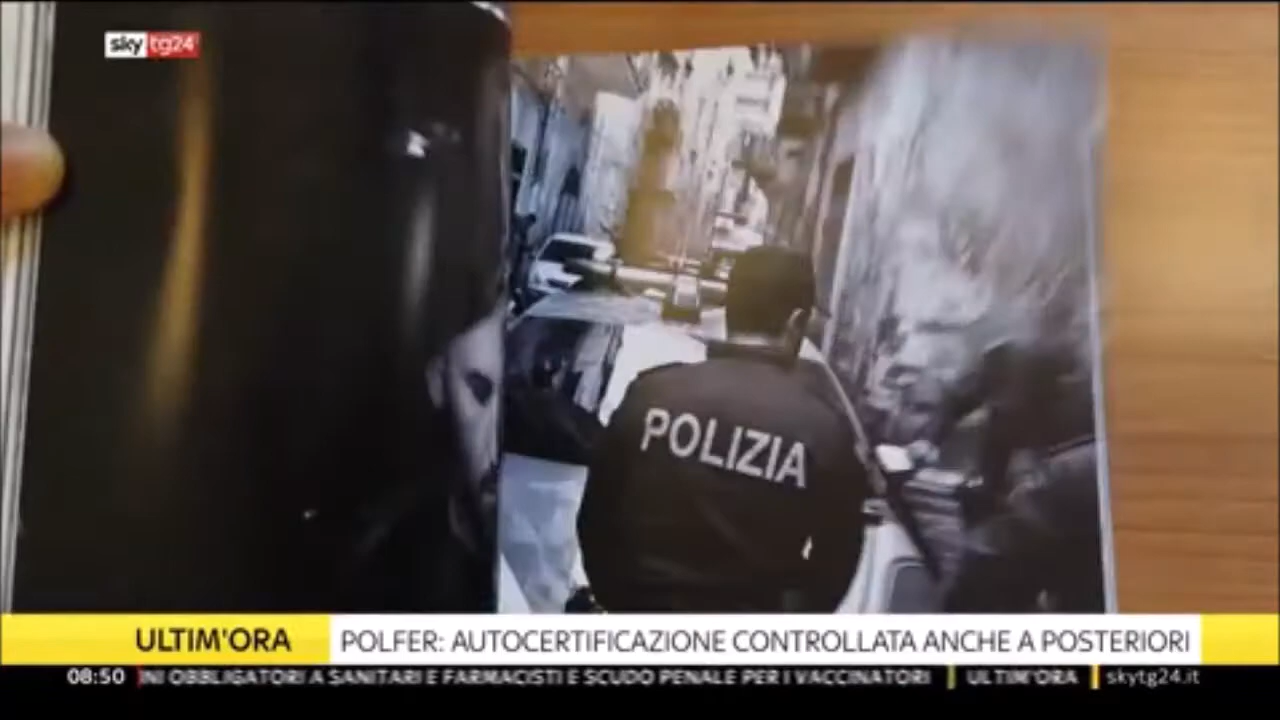 sky tg24
POLIZIA
ULTIM'ORA
POLFER: AUTOCERTIFICAZIONE CONTROLLATA ANCHE A POSTERIORI
08:50 NI OBBLIGATORI A SANITARI E FARMACISTI E SCUDO PENALE PER I VACCINATORI ULTIM'ORA skytg24.it